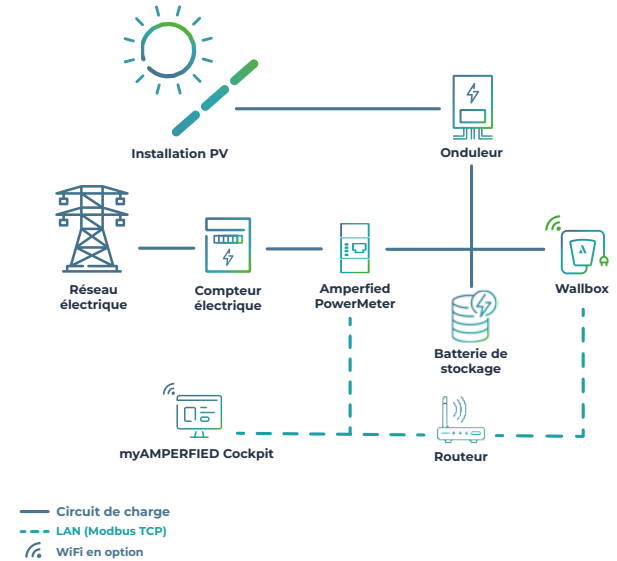 Installation PV
Onduleur
Réseau
électrique
Compteur
électrique
Amperfied
PowerMeter
Wallbox
Batterie de
stockage
myAMPERFIED Cockpit
Routeur
Circuit de charge
LAN (Modbus TCP)
WiFi en option